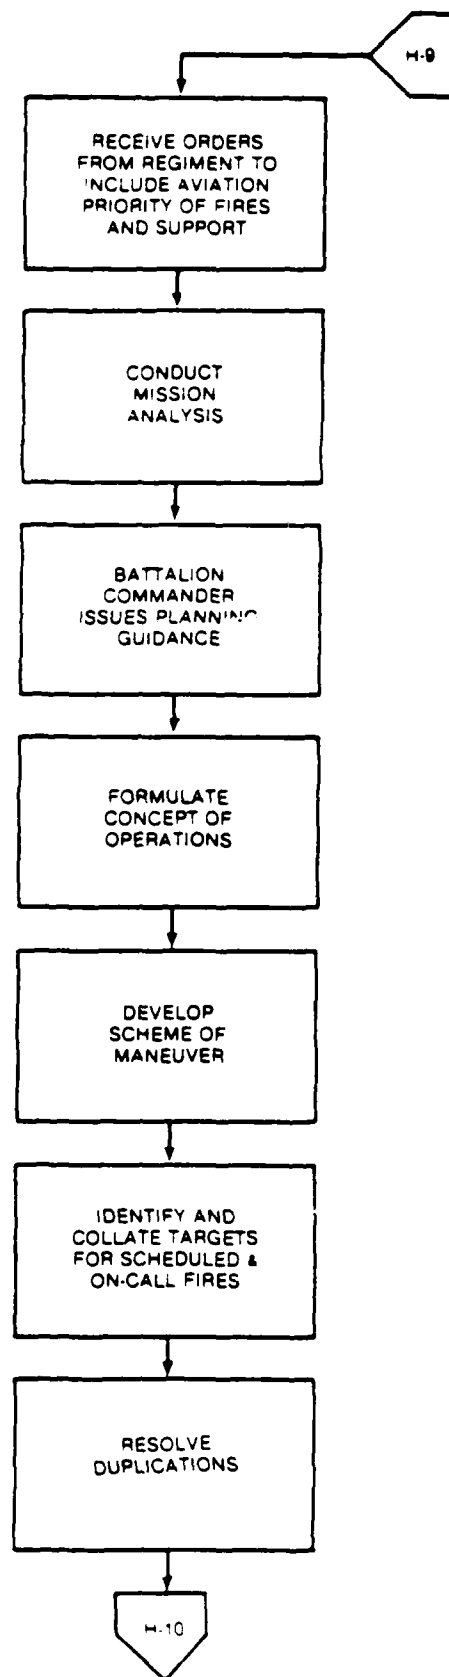 H-9
RECEIVE ORDERS
FROM REGIMENT TO
INCLUDE AVIATION
PRIORITY OF FIRES
AND SUPPORT
CONDUCT
MISSION
ANALYSIS
BATTALION
COMMANDER
ISSUES PLANNING
GUIDANCE
FORMULATE
CONCEPT OF
OPERATIONS
DEVELOP
SCHEME OF
MANEUVER
IDENTIFY AND
COLLATE TARGETS
FOR SCHEDULED &
ON-CALL FIRES
RESOLVE
DUPLICATIONS
H-10